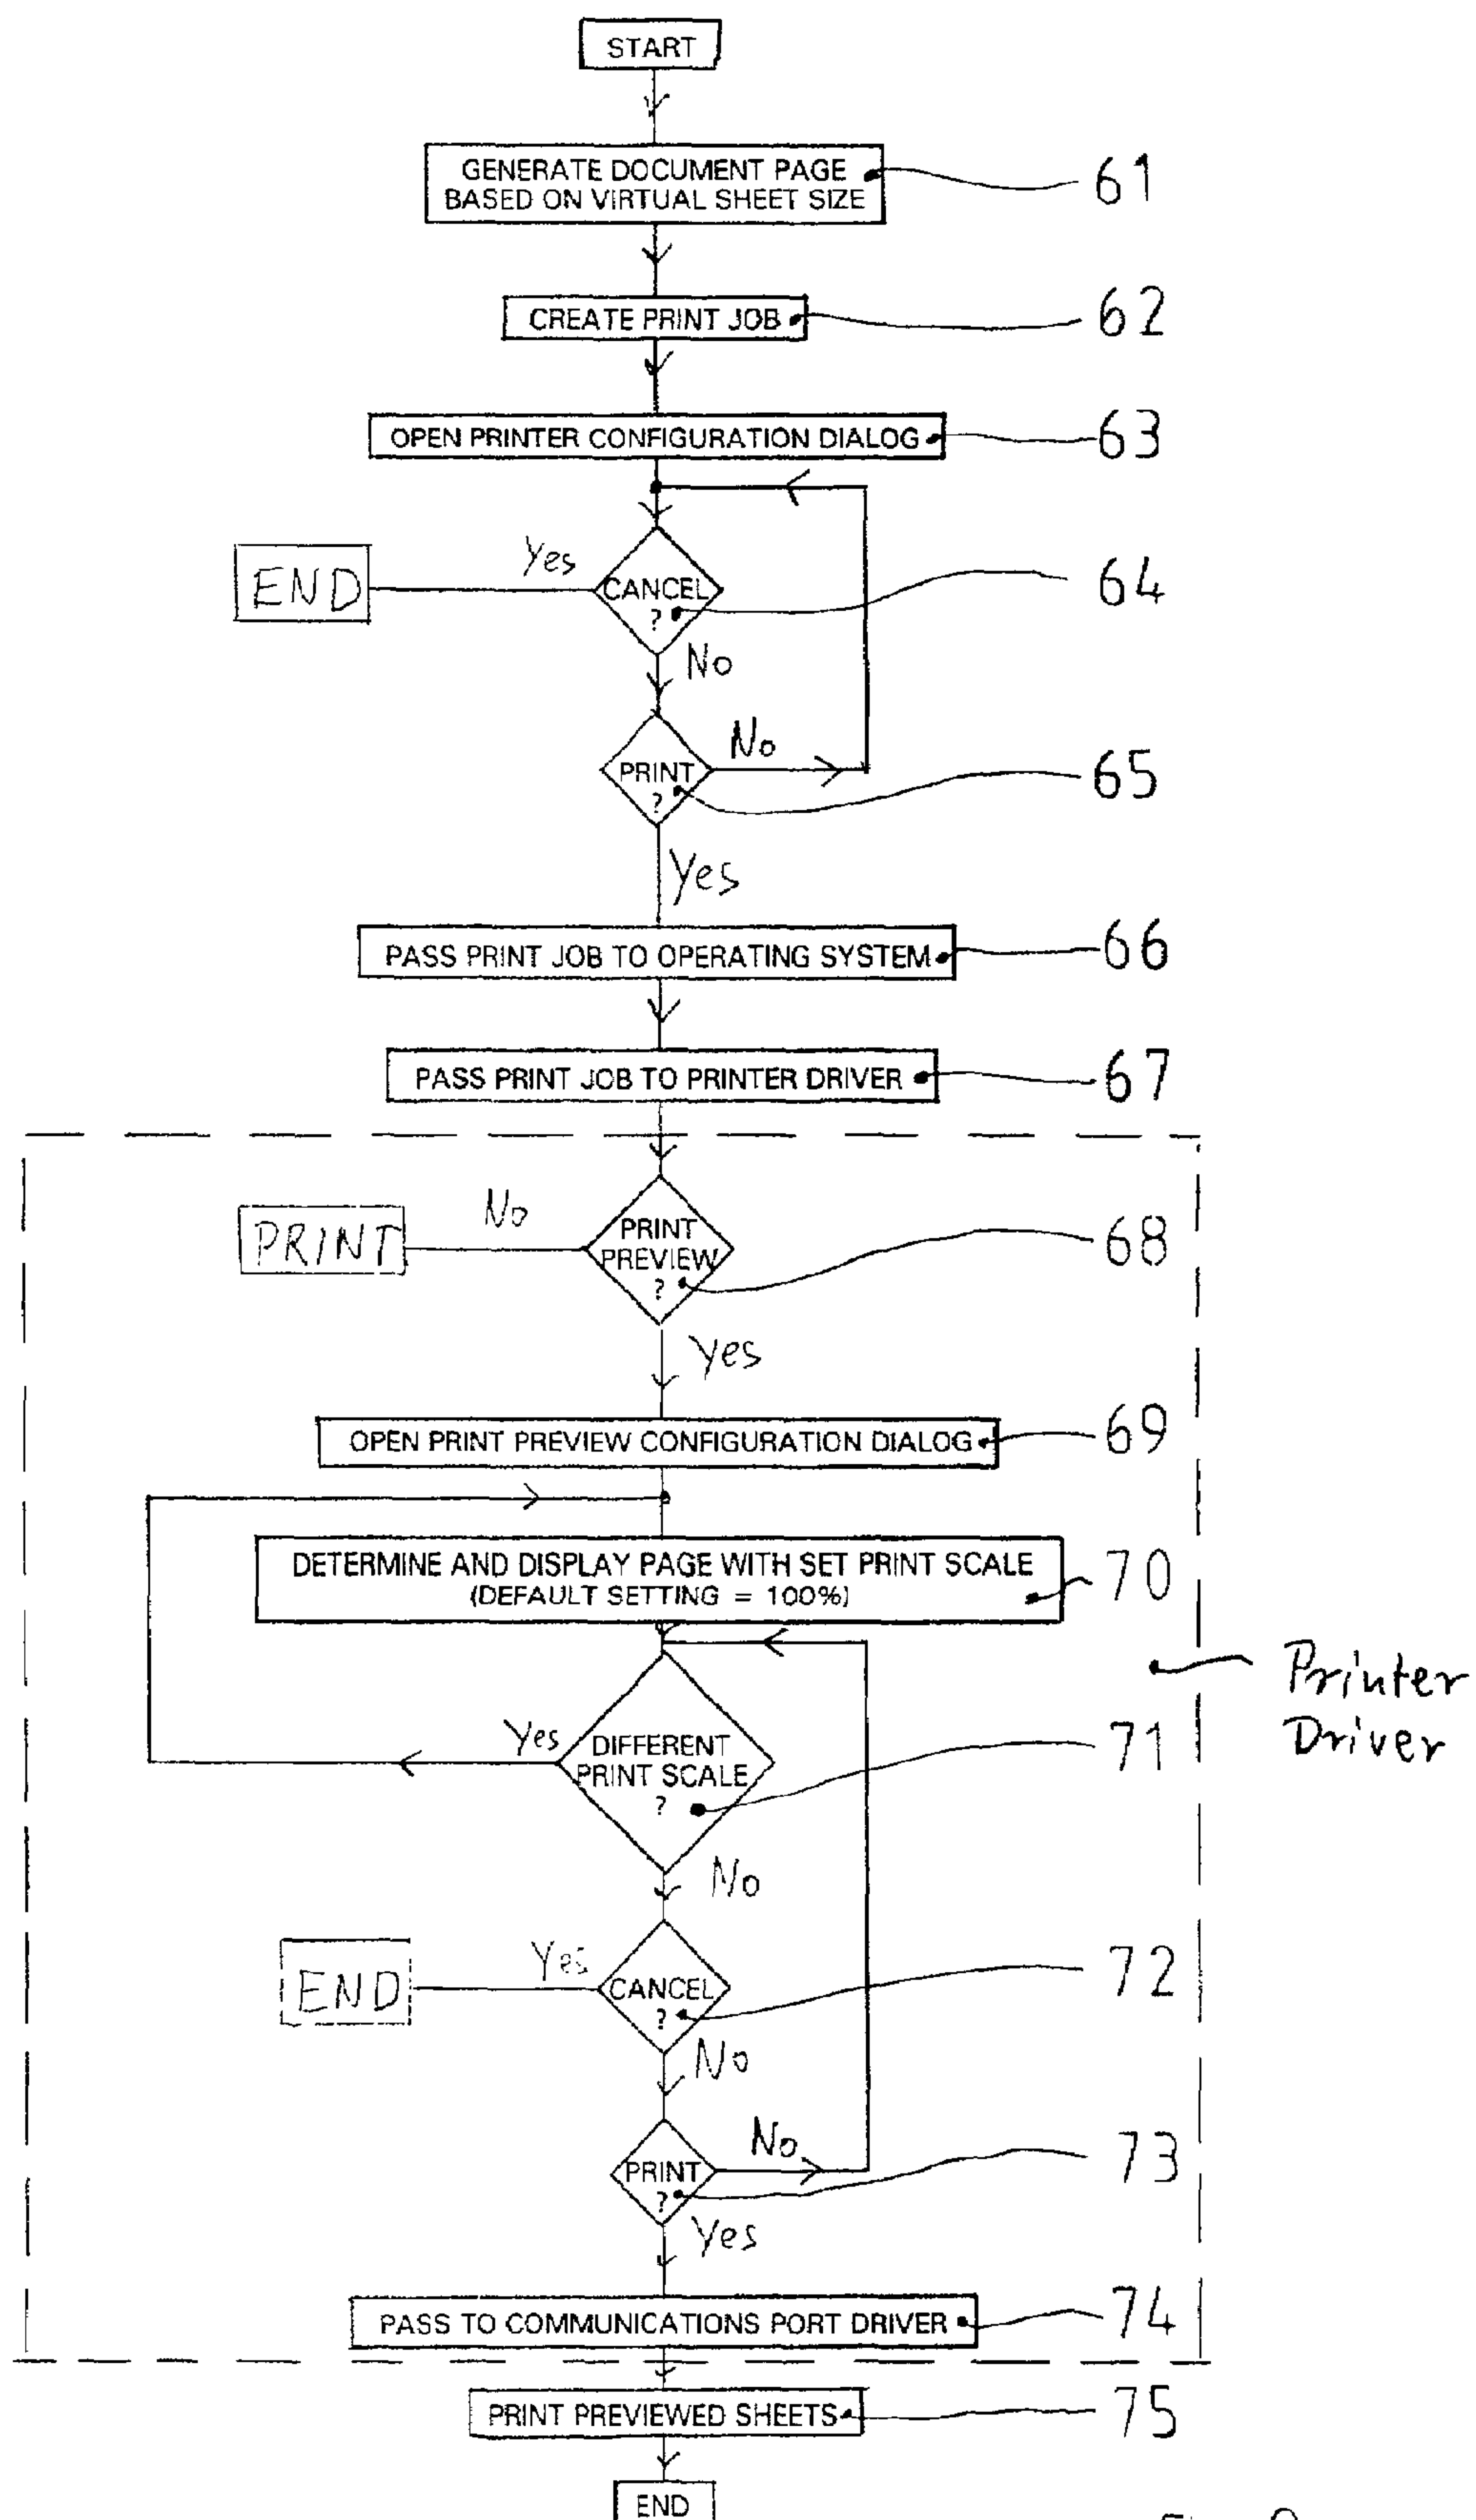 START
GENERATE DOCUMENT PAGE
BASED ON VIRTUAL SHEET SIZE
61
CREATE PRINT JOB
62
OPEN PRINTER CONFIGURATION DIALOG
63
END
Yes
CANCEL
?
64
No
PRINT
?
No
65
Yes
PASS PRINT JOB TO OPERATING SYSTEM
66
PASS PRINT JOB TO PRINTER DRIVER
67
PRINT
No
PRINT
PREVIEW
?
68
Yes
OPEN PRINT PREVIEW CONFIGURATION DIALOG
69
DETERMINE AND DISPLAY PAGE WITH SET PRINT SCALE
(DEFAULT SETTING = 100%)
70
Printer
Driver
Yes
DIFFERENT
PRINT SCALE
?
71
No
END
Yes
CANCEL
?
72
No
PRINT
?
No
73
Yes
PASS TO COMMUNICATIONS PORT DRIVER
74
PRINT PREVIEWED SHEETS
75
END